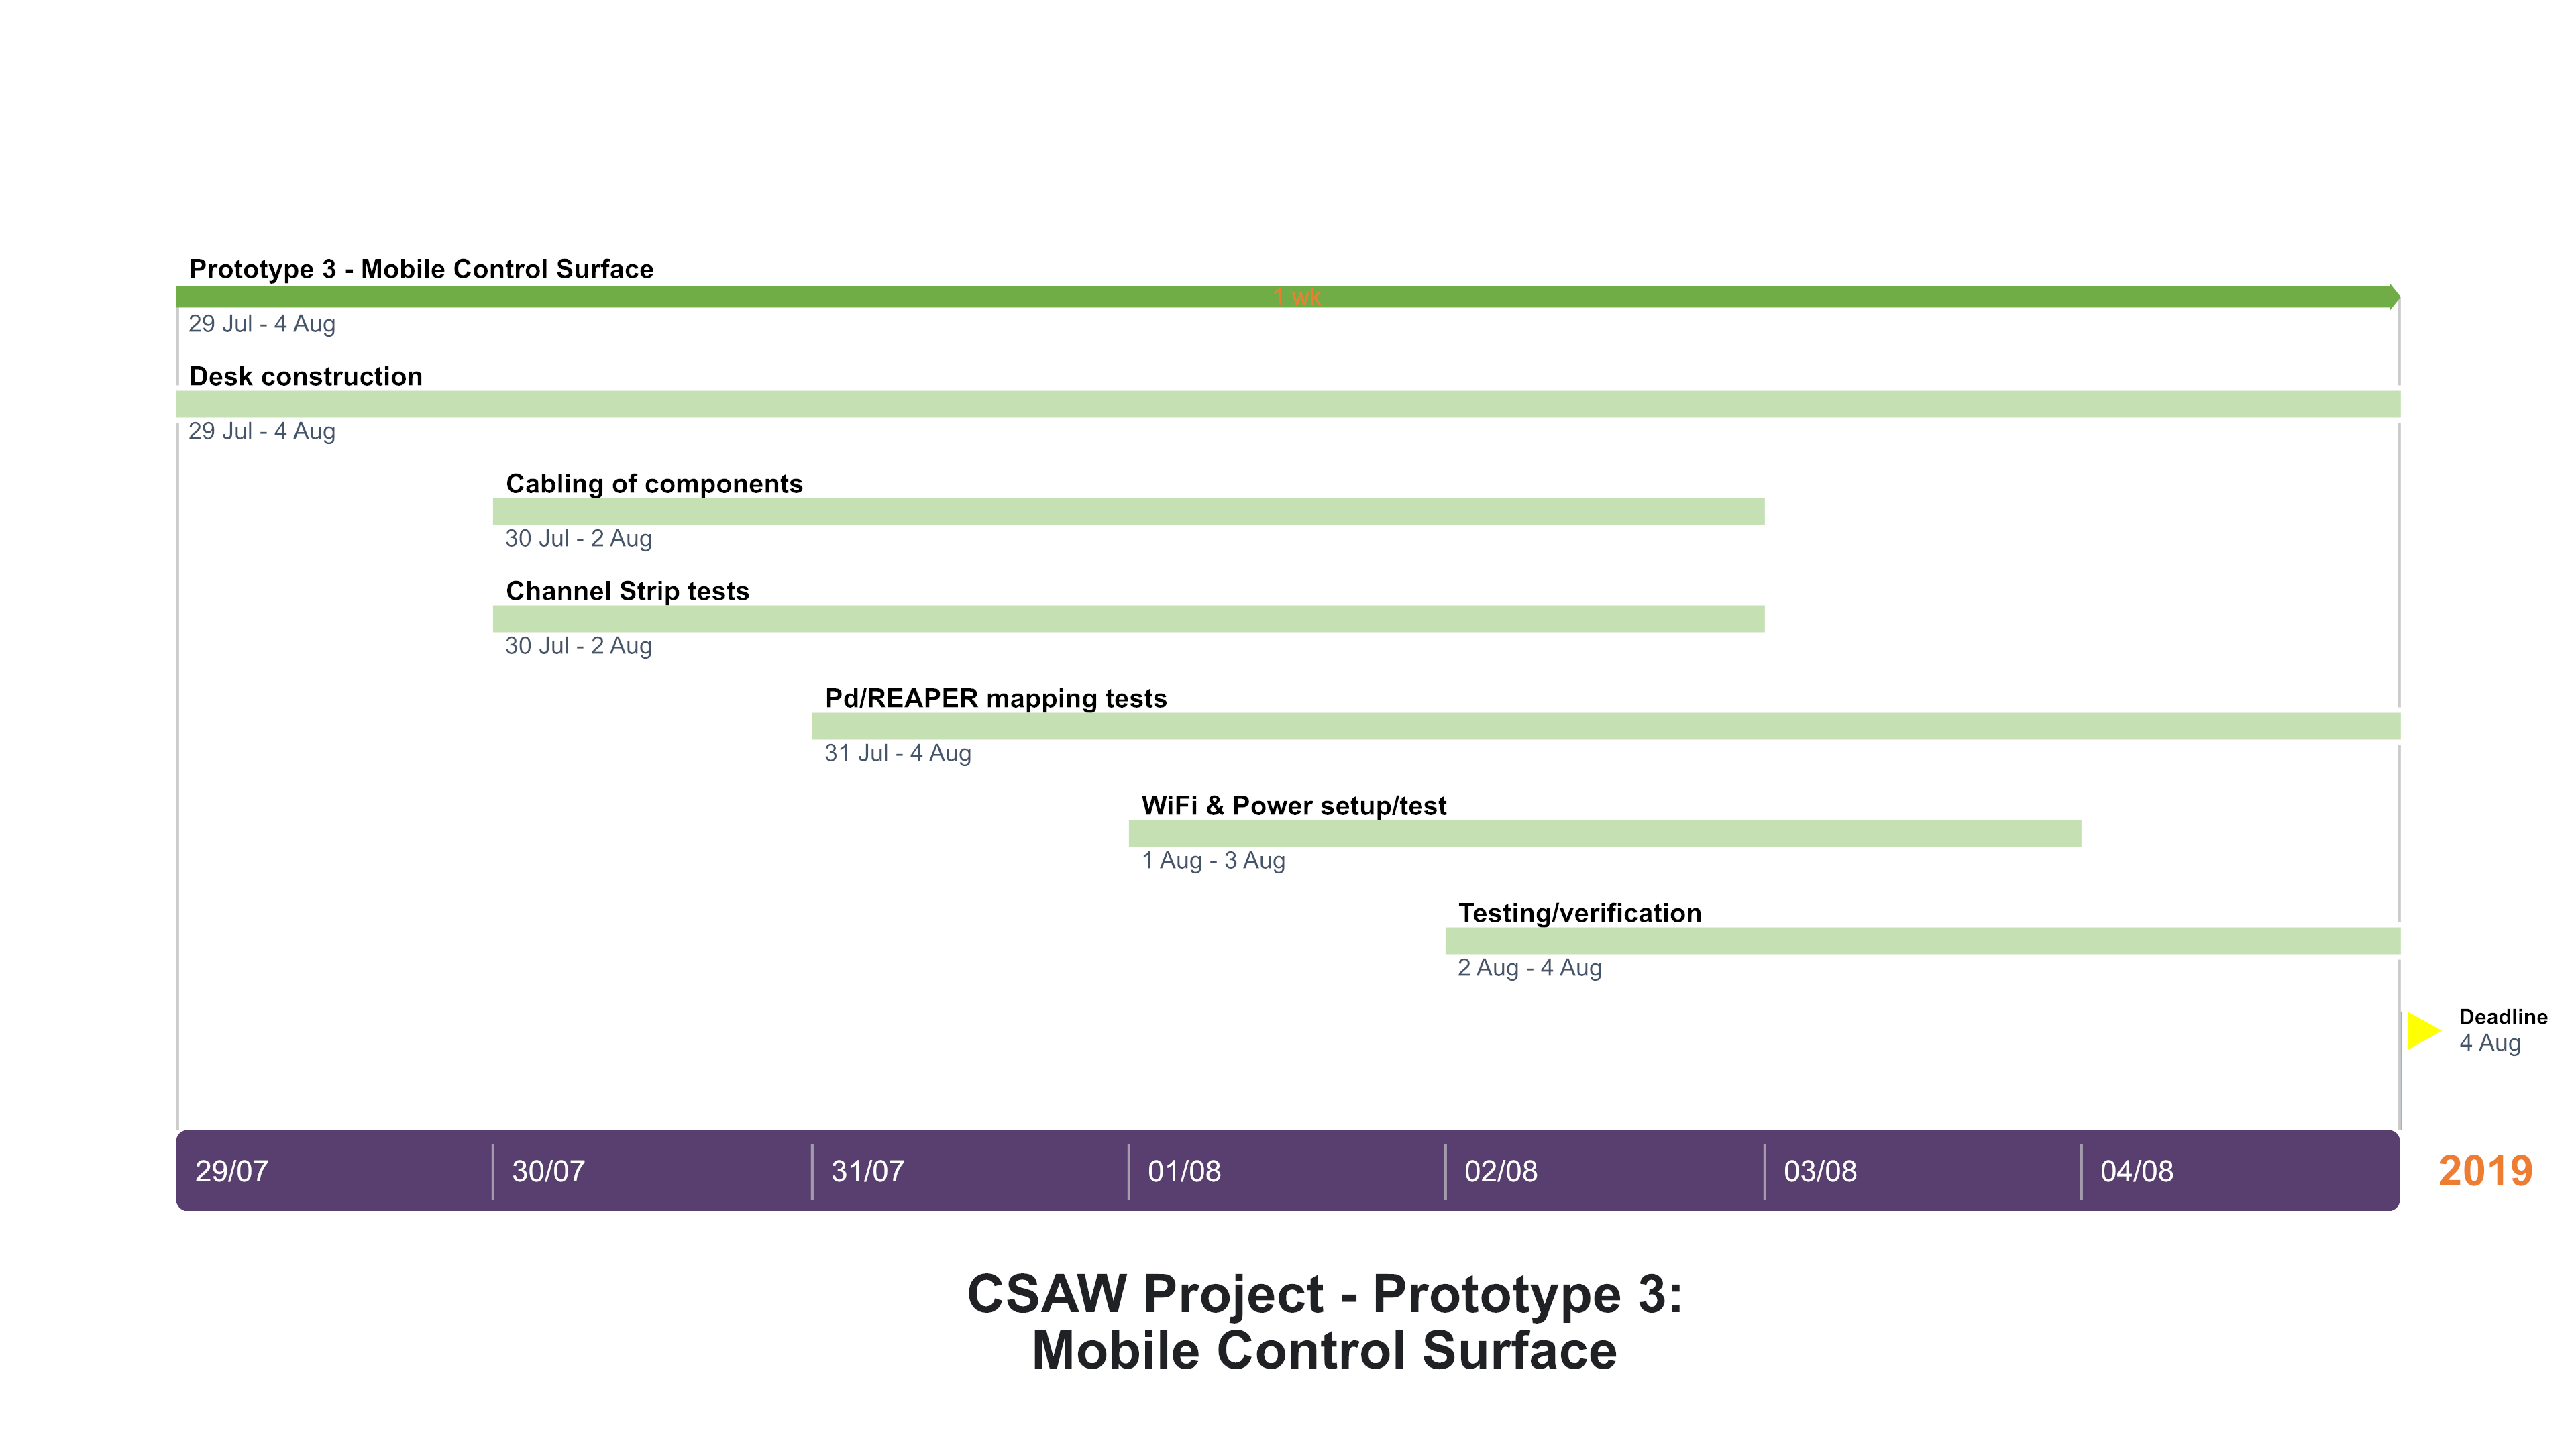 Prototype 3 - Mobile Control Surface
1 wk
29 Jul - 4 Aug
Desk construction
29 Jul - 4 Aug
Cabling of components
30 Jul - 2 Aug
Channel Strip tests
30 Jul - 2 Aug
Pd/REAPER mapping tests
31 Jul - 4 Aug
WiFi & Power setup/test
1 Aug - 3 Aug
Testing/verification
2 Aug - 4 Aug
Deadline
4 Aug
29/07 30/07 31/07 01/08 02/08 03/08 04/08 2019
CSAW Project - Prototype 3:
Mobile Control Surface